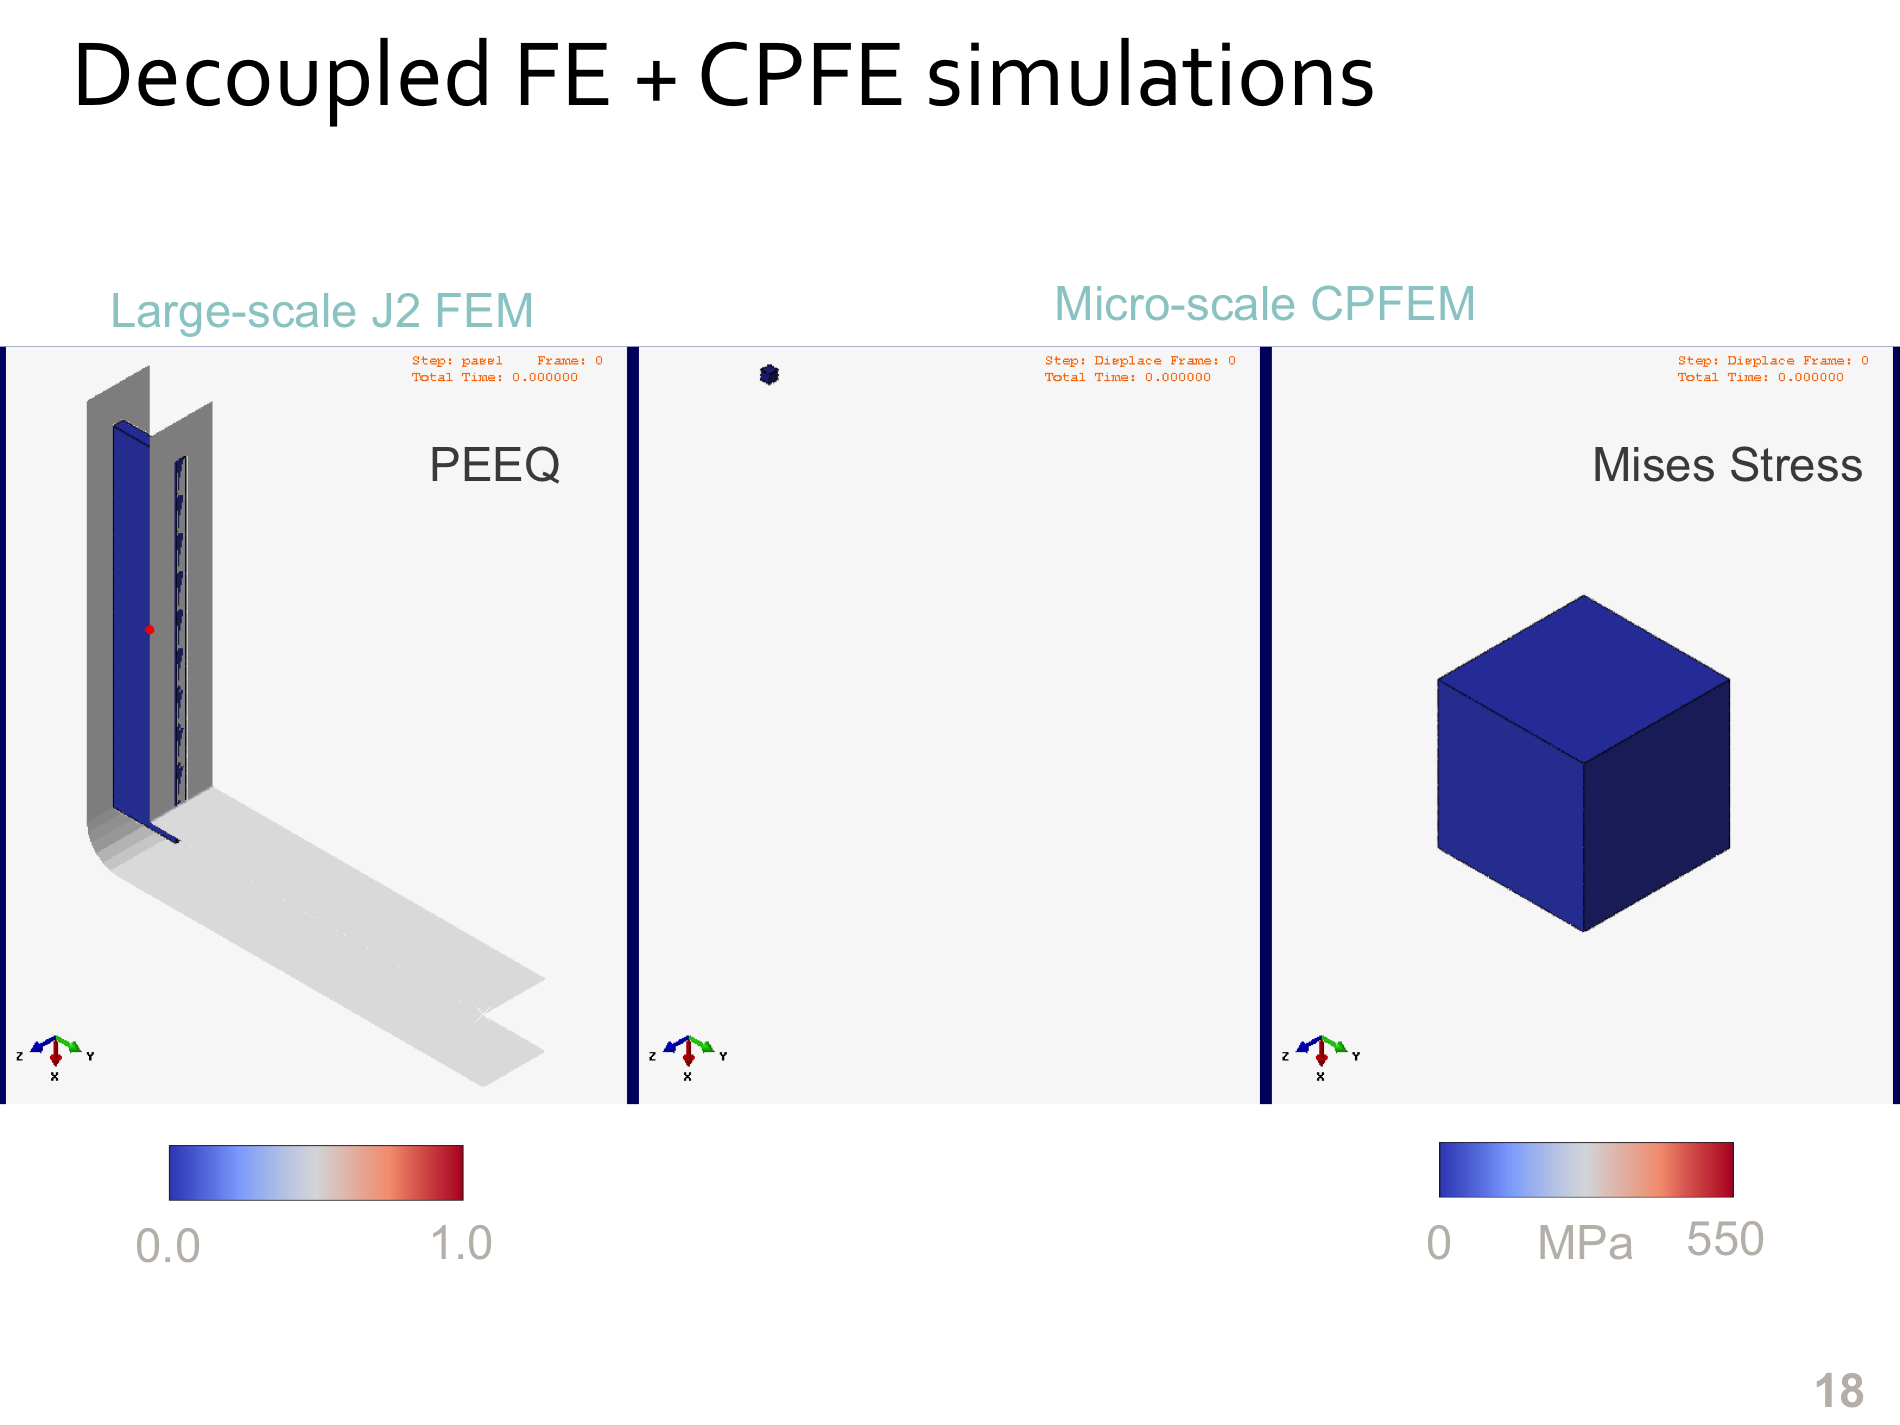 Decoupled FE + CPFE simulations
Large-scale J2 FEM
Micro-scale CPFEM
Step: pass1 Frame: 0
Total Time: 0.000000
Step: Displace Frame: 0
Total Time: 0.000000
Step: Displace Frame: 0
Total Time: 0.000000
PEEQ
Mises Stress
Z Y
X
Z Y
X
Z Y
X
0.0 1.0
0 MPa 550
18